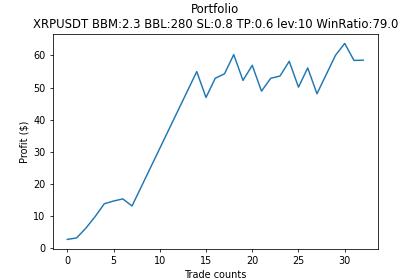 Portfolio
XRPUSDT BBM:2.3 BBL:280 SL:0.8 TP:0.6 lev:10 WinRatio:79.0
60
50
40
30
20
10
0
Profit ($)
0 5 10 15 20 25 30
Trade counts